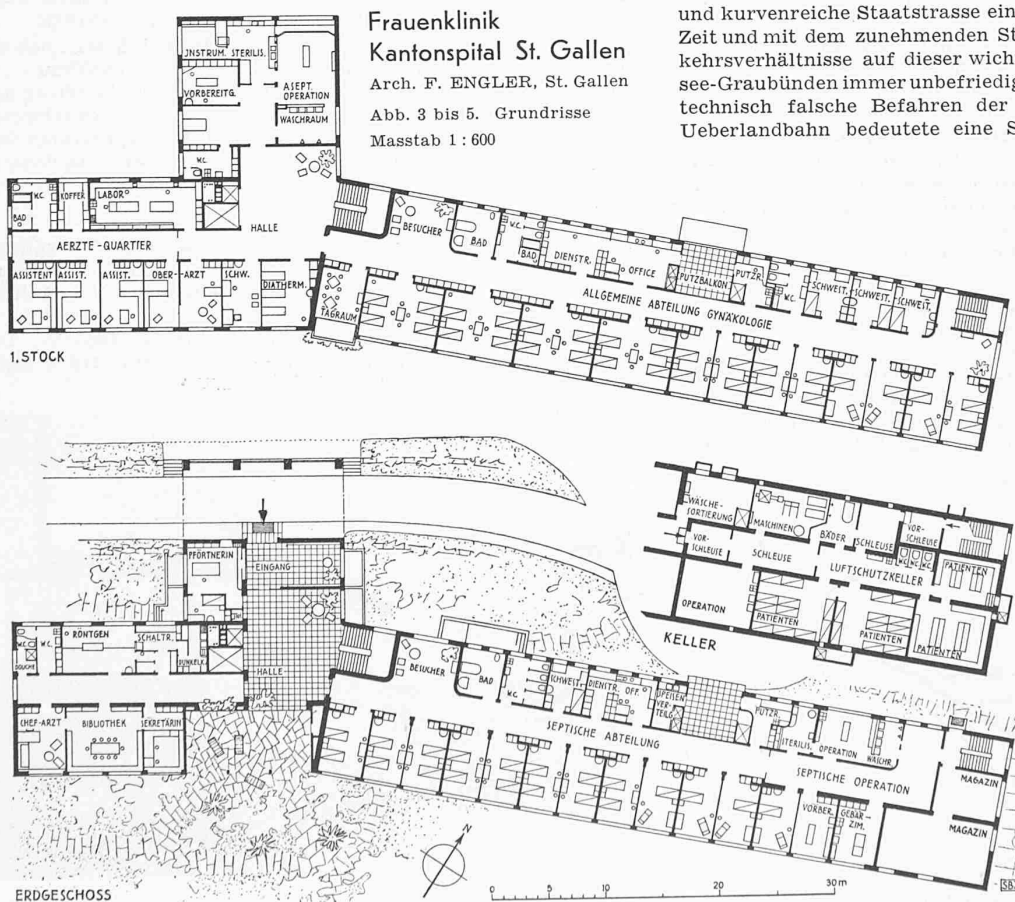 Frauenklinik
Kantonspital St. Gallen
Arch. F. ENGLER, St. Gallen
Abb. 3 bis 5. Grundrisse
Masstab 1 : 600
und kurvenreiche Staatstrasse ein
Zeit und mit dem zunehmenden St
kehrsverhältnisse auf dieser wich
see-Graubünden immer unbefriedig
technisch falsche Befahren der
Ueberlandbahn bedeutete eine S
INSTRUM. STERILIS.
VORBEREITG.
ASEPT.
OPERATION
WASCHRAUM
W.C.
W.C.
KOFFER
LABOR
BAD
HALLE
AERZTE-QUARTIER
ASSISTENT
ASSIST.
ASSIST.
OBER-ARZT
SCHW.
DIATHERM.
TAGRAUM
BESUCHER
BAD
W.C.
BAD
DIENSTR.
OFFICE
PUTZBALKON
PUTZR.
W.C.
SCHWEST.
SCHWEST.
SCHWEST.
ALLGEMEINE ABTEILUNG GYNÄKOLOGIE
1. STOCK
WÄSCHE-
SORTIERUNG
MASCHINEN
BÄDER
SCHLEUSE
VOR-
SCHLEUSE
VOR-
SCHLEUSE
SCHLEUSE
W.C.
W.C.
W.C.
LUFTSCHUTZKELLER
PATIENTEN
OPERATION
PATIENTEN
PATIENTEN
PATIENTEN
KELLER
PFÖRTNERIN
EINGANG
HALLE
W.C.
W.C.
DOUCHE
RÖNTGEN
SCHALTR.
DUNKELK.
CHEF-ARZT
BIBLIOTHEK
SEKRETÄRIN
BESUCHER
BAD
W.C.
SCHWEST.
DIENSTR.
OFF.
SPEISEN
VER-
TEILG.
PUTZR.
STERILIS.
OPERATION
WASCHR.
SEPTISCHE ABTEILUNG
SEPTISCHE OPERATION
VORBER.
GEBÄR-
ZIM.
MAGAZIN
MAGAZIN
ERDGESCHOSS
N
0 5 10 20 30 m